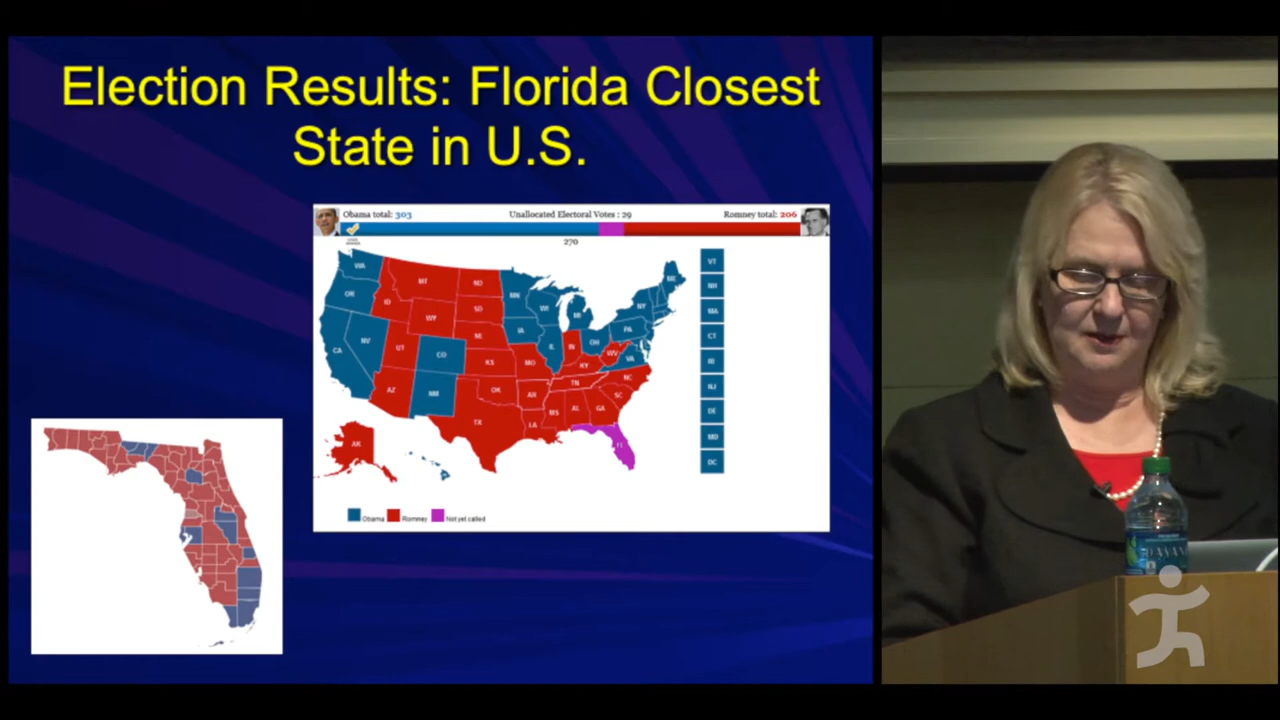 Election Results: Florida Closest
State in U.S.
Obama total: 303
Unallocated Electoral Votes : 29
Romney total: 206
270
WA
MT
ND
MN
ME
VT
OR
ID
SD
WI
NY
NH
WY
MI
MA
NV
UT
NE
IA
PA
CT
CA
CO
KS
MO
IL
IN
OH
WV
VA
RI
KY
AZ
NM
OK
AR
TN
NC
NJ
SC
TX
LA
MS
AL
GA
DE
AK
FL
MD
DC
Obama
Romney
Not yet called
DASANI